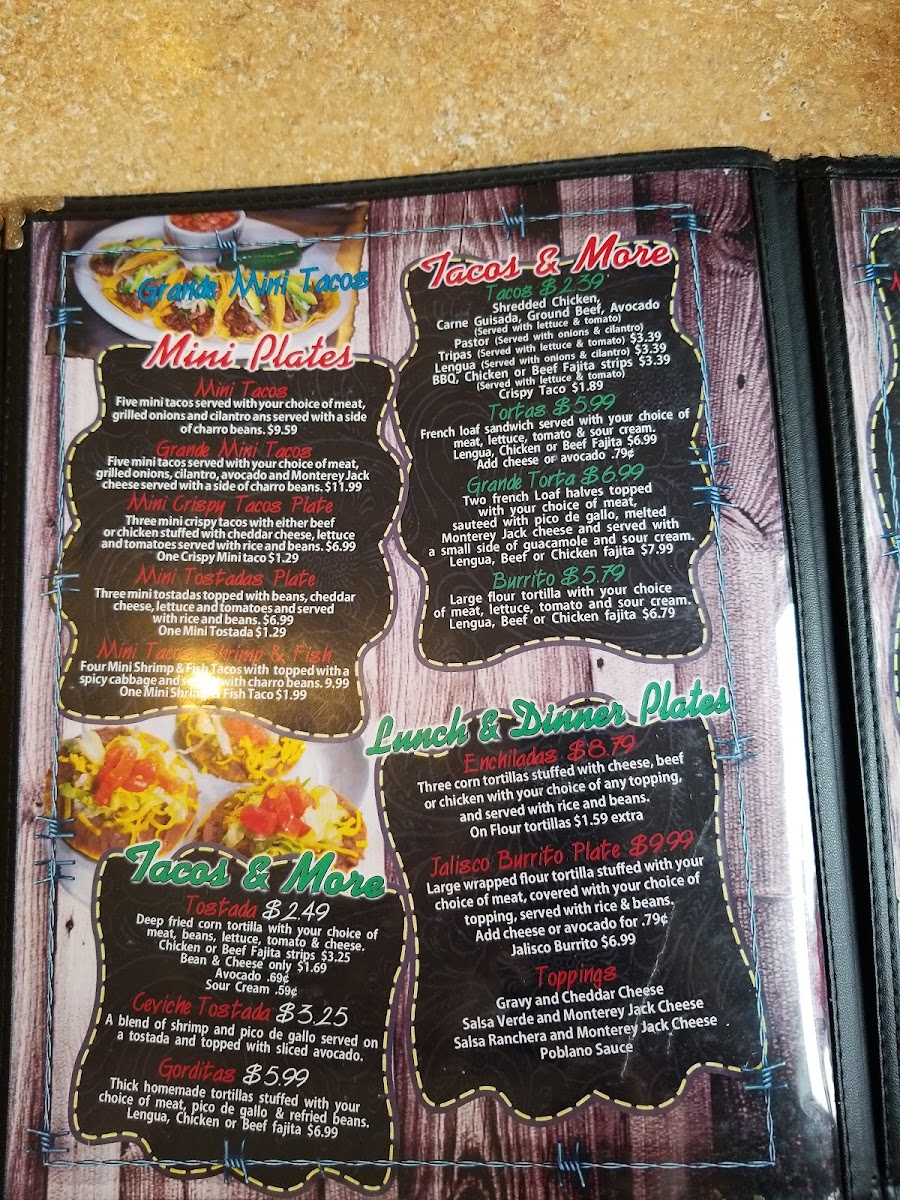 Grande Mini Tacos
Mini Plates
Mini Tacos
Five mini tacos served with your choice of meat,
grilled onions and cilantro ans served with a side
of charro beans. $9.59
Grande Mini Tacos
Five mini tacos served with your choice of meat,
grilled onions, cilantro, avocado and Monterey Jack
cheese served with a side of charro beans. $11.99
Mini Crispy Tacos Plate
Three mini crispy tacos with either beef
or chicken stuffed with cheddar cheese, lettuce
and tomatoes served with rice and beans. $6.99
One Crispy Mini taco $1.29
Mini Tostadas Plate
Three mini tostadas topped with beans, cheddar
cheese, lettuce and tomatoes and served
with rice and beans. $6.99
One Mini Tostada $1.29
Mini Tacos Shrimp & Fish
Four Mini Shrimp & Fish Tacos with topped with a
spicy cabbage and with charro beans. 9.99
One Mini Shrimp & Fish Taco $1.99
Tacos & More
Tostada $2.49
Deep fried corn tortilla with your choice of
meat, beans, lettuce, tomato & cheese.
Chicken or Beef Fajita strips $3.25
Bean & Cheese only $1.69
Avocado .69¢
Sour Cream .59¢
Ceviche Tostada $3.25
A blend of shrimp and pico de gallo served on
a tostada and topped with sliced avocado.
Gorditas $5.99
Thick homemade tortillas stuffed with your
choice of meat, pico de gallo & refried beans.
Lengua, Chicken or Beef fajita $6.99
Tacos & More
Tacos $2.39
Shredded Chicken,
Carne Guisada, Ground Beef, Avocado
(Served with lettuce & tomato)
Pastor (Served with onions & cilantro)
Tripas (Served with lettuce & tomato) $3.39
Lengua (Served with onions & cilantro) $3.39
BBQ, Chicken or Beef Fajita strips $3.39
(Served with lettuce & tomato)
Crispy Taco $1.89
Tortas $5.99
French loaf sandwich served with your choice of
meat, lettuce, tomato & sour cream.
Lengua, Chicken or Beef Fajita $6.99
Add cheese or avocado .79¢
Grande Torta $6.99
Two french Loaf halves topped
with your choice of meat,
sauteed with pico de gallo, melted
Monterey Jack cheese and served with
a small side of guacamole and sour cream.
Lengua, Beef or Chicken fajita $7.99
Burrito $5.79
Large flour tortilla with your choice
of meat, lettuce, tomato and sour cream.
Lengua, Beef or Chicken fajita $6.79
Lunch & Dinner Plates
Enchiladas $8.79
Three corn tortillas stuffed with cheese, beef
or chicken with your choice of any topping,
and served with rice and beans.
On Flour tortillas $1.59 extra
Jalisco Burrito Plate $9.99
Large wrapped flour tortilla stuffed with your
choice of meat, covered with your choice of
topping, served with rice & beans.
Add cheese or avocado for .79¢
Jalisco Burrito $6.99
Toppings
Gravy and Cheddar Cheese
Salsa Verde and Monterey Jack Cheese
Salsa Ranchera and Monterey Jack Cheese
Poblano Sauce